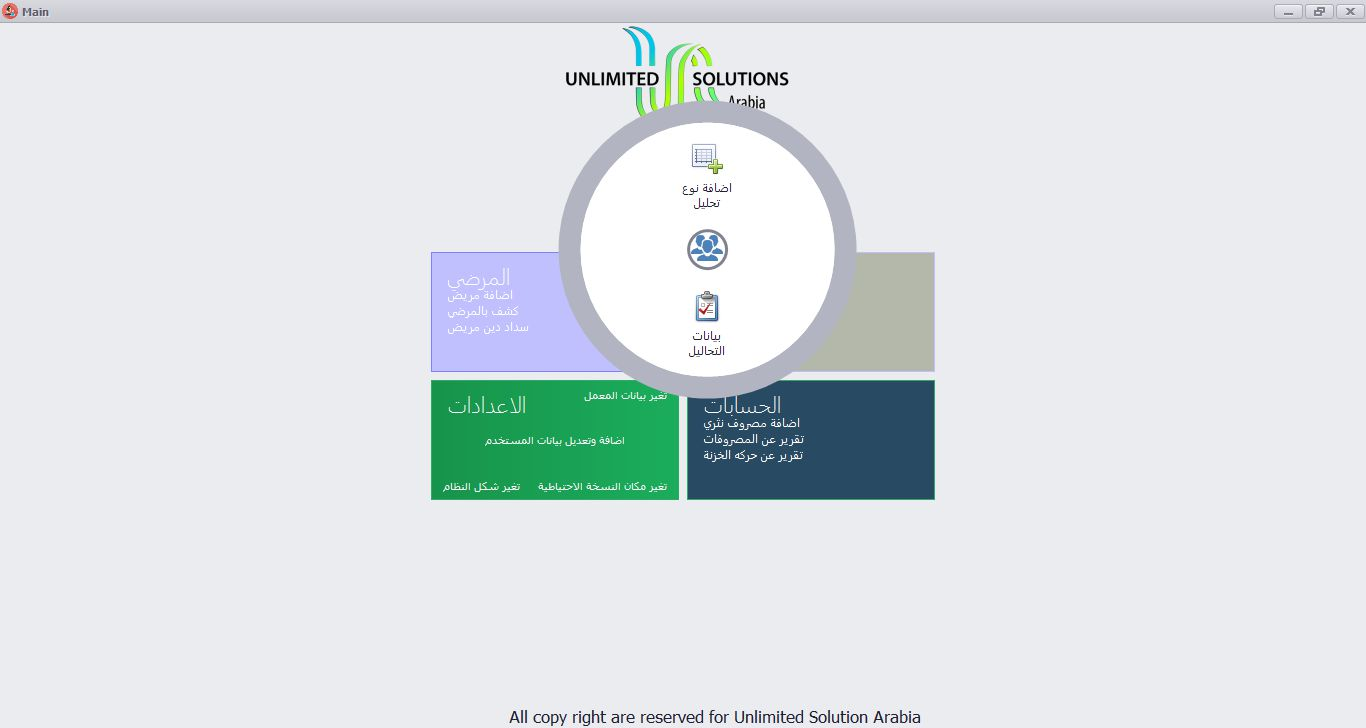 Main
UNLIMITED SOLUTIONS
Arabia
اضافة نوع
تحليل
بيانات
التحاليل
المرضي
اضافة مريض
كشف بالمرضي
سداد دين مريض
الاعدادات
تغير بيانات المعمل
اضافة وتعديل بيانات المستخدم
تغير مكان النسخة الاحتياطية
تغير شكل النظام
الحسابات
اضافة مصروف نثري
تقرير عن المصروفات
تقرير عن حركه الخزنة
All copy right are reserved for Unlimited Solution Arabia